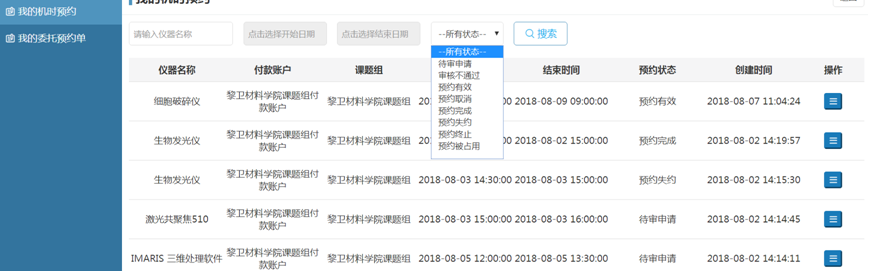 我的机时预约
我的委托预约单
我的机时预约
请输入仪器名称 点击选择开始日期 点击选择结束日期 --所有状态-- 搜索
--所有状态--
待审申请
审核不通过
预约有效
预约取消
预约完成
预约失约
预约终止
预约被占用
仪器名称 付款账户 课题组 结束时间 预约状态 创建时间 操作
细胞破碎仪 黎卫材料学院课题组付款账户 黎卫材料学院课题组 201 00 2018-08-09 09:00:00 预约有效 2018-08-07 11:04:24
生物发光仪 黎卫材料学院课题组付款账户 黎卫材料学院课题组 201 00 2018-08-02 15:00:00 预约完成 2018-08-02 14:19:57
生物发光仪 黎卫材料学院课题组付款账户 黎卫材料学院课题组 2018-08-03 14:30:00 2018-08-03 15:00:00 预约失约 2018-08-02 14:15:30
激光共聚焦510 黎卫材料学院课题组付款账户 黎卫材料学院课题组 2018-08-03 15:00:00 2018-08-03 16:00:00 待审申请 2018-08-02 14:14:45
IMARIS 三维处理软件 黎卫材料学院课题组付款账户 黎卫材料学院课题组 2018-08-05 12:00:00 2018-08-05 13:30:00 待审申请 2018-08-02 14:14:11